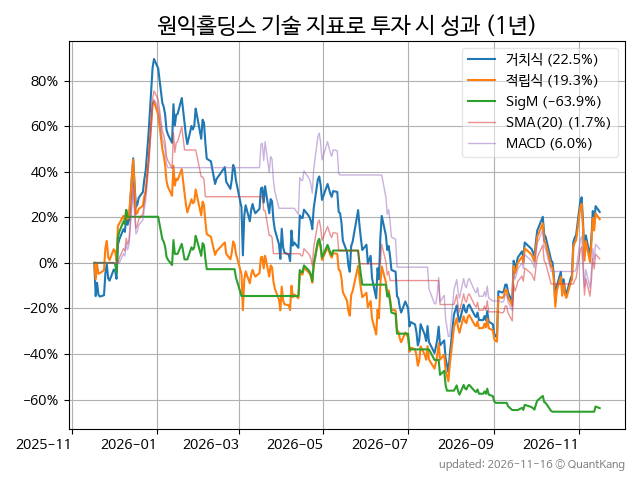 원익홀딩스 기술 지표로 투자 시 성과 (1년)
거치식 (22.5%)
적립식 (19.3%)
SigM (−63.9%)
SMA(20) (1.7%)
MACD (6.0%)
80%
60%
40%
20%
0%
−20%
−40%
−60%
2025−11 2026−01 2026−03 2026−05 2026−07 2026−09 2026−11
updated: 2026-11-16 © QuantKang